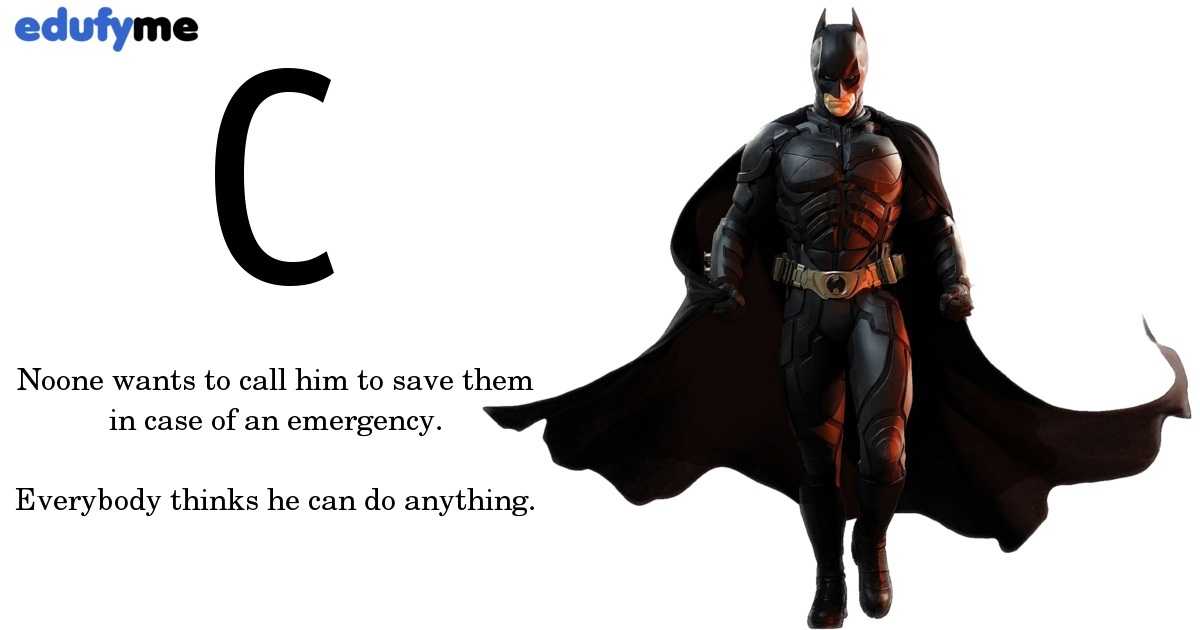 edufyme
C
Noone wants to call him to save them
in case of an emergency.
Everybody thinks he can do anything.